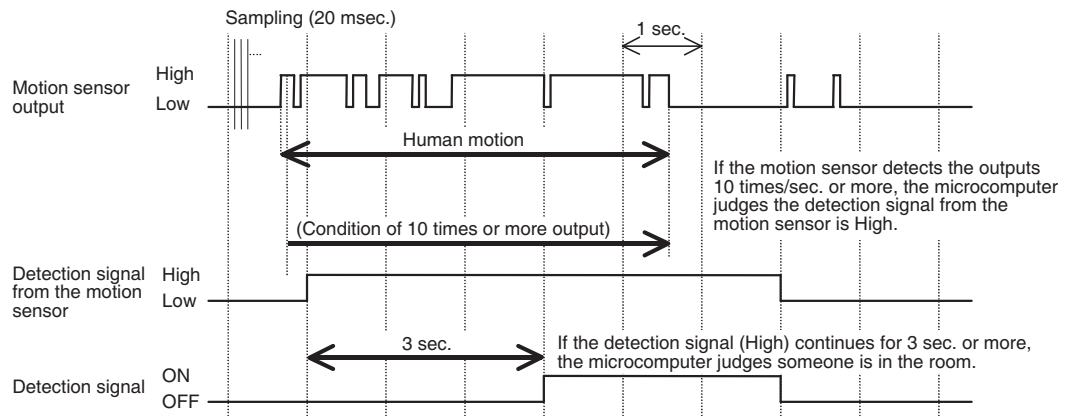 Sampling (20 msec.)
....
1 sec.
Motion sensor
output
High
Low
Human motion
If the motion sensor detects the outputs
10 times/sec. or more, the microcomputer
judges the detection signal from the
motion sensor is High.
(Condition of 10 times or more output)
Detection signal
from the motion
sensor
High
Low
3 sec.
If the detection signal (High) continues for 3 sec. or more,
the microcomputer judges someone is in the room.
Detection signal
ON
OFF